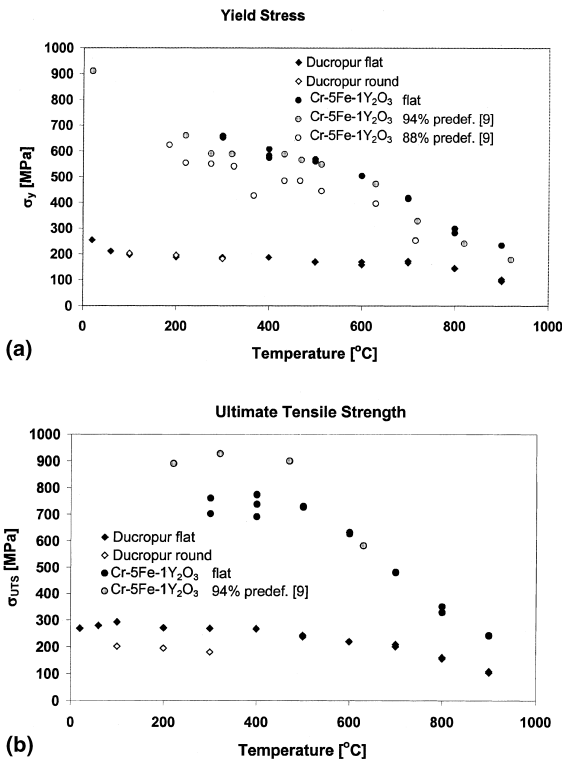 Yield Stress
1000
900
800
700
600
500
400
300
200
100
0
σy [MPa]
Ducropur flat
Ducropur round
Cr-5Fe-1Y₂O₃ flat
Cr-5Fe-1Y₂O₃ 94% predef. [9]
Cr-5Fe-1Y₂O₃ 88% predef. [9]
0 200 400 600 800 1000
(a)
Temperature [°C]
Ultimate Tensile Strength
1000
900
800
700
600
500
400
300
200
100
0
σUTS [MPa]
Ducropur flat
Ducropur round
Cr-5Fe-1Y₂O₃ flat
Cr-5Fe-1Y₂O₃ 94% predef. [9]
0 200 400 600 800 1000
(b)
Temperature [°C]